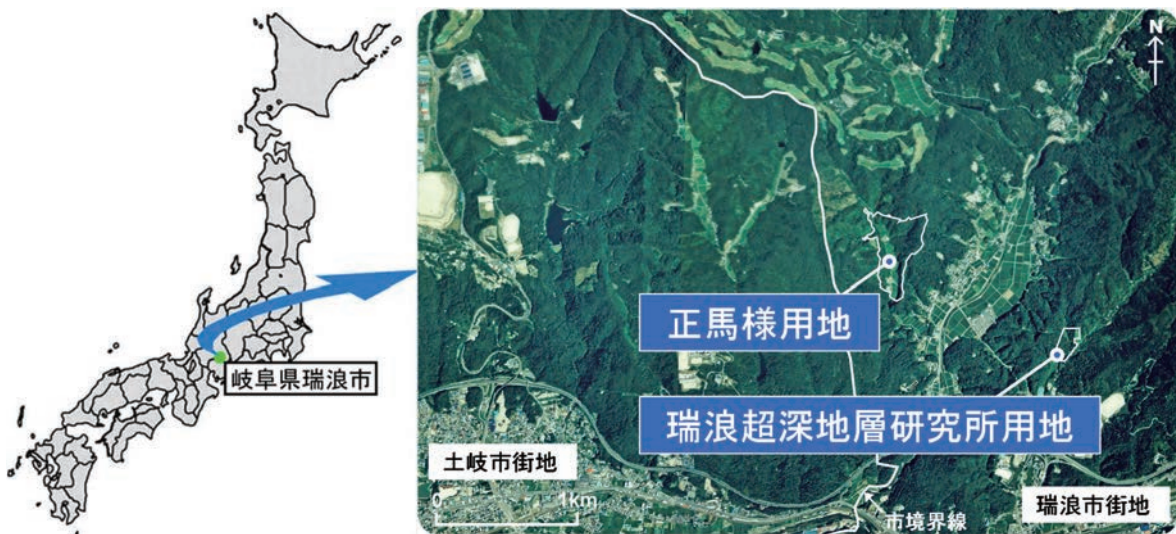 岐阜県瑞浪市
N
正馬様用地
瑞浪超深地層研究所用地
土岐市街地
0 1km
市境界線
瑞浪市街地